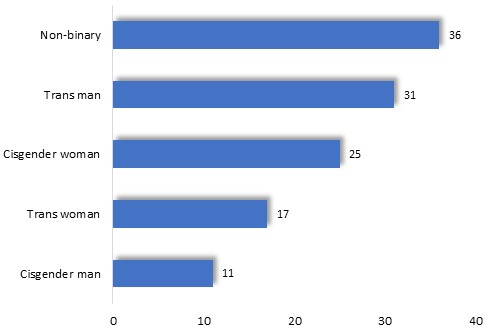 Non-binary 36
Trans man 31
Cisgender woman 25
Trans woman 17
Cisgender man 11
0 10 20 30 40